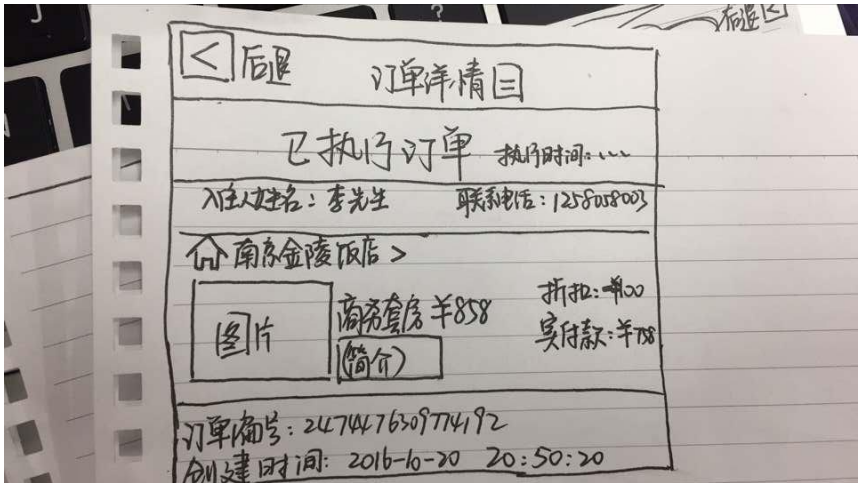 后退<
<后退 订单详情
已执行订单 执行时间:...
入住人姓名:李先生 联系电话:1258058003
南京金陵饭店 >
图片
商务套房 ¥858
(简介)
折扣:¥100
实付款:¥758
订单编号:2474476309774192
创建时间: 2016-10-20 20:50:20